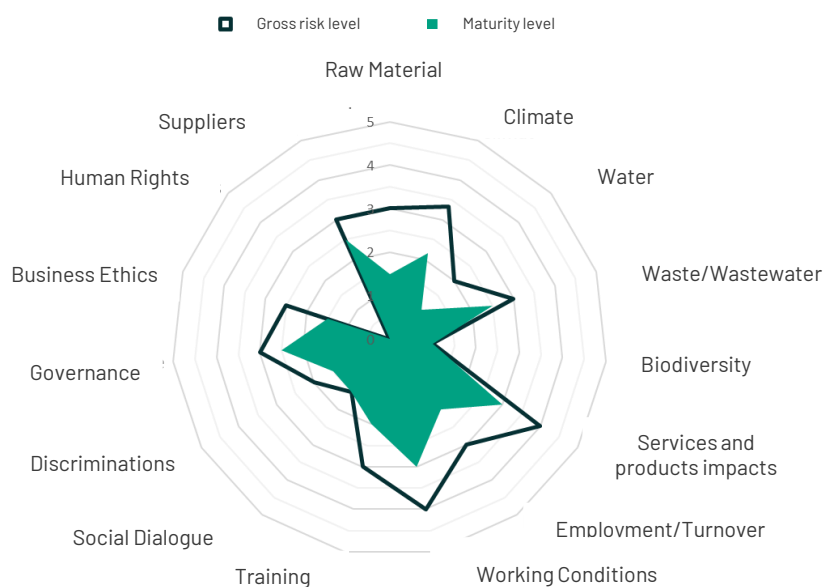 Gross risk level
Maturity level
Raw Material
Climate
Suppliers
Human Rights
Water
Business Ethics
Waste/Wastewater
Governance
Biodiversity
Discriminations
Services and
products impacts
Social Dialogue
Employment/Turnover
Training
Working Conditions
5
4
3
2
1
0